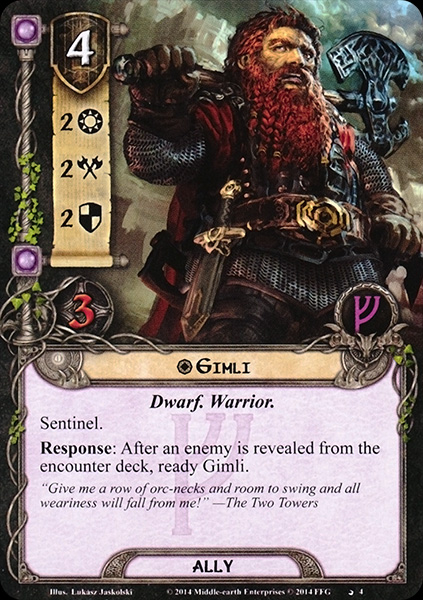 4
2
2
2
3
Gimli
Dwarf. Warrior.
Sentinel.
Response: After an enemy is revealed from the
encounter deck, ready Gimli.
“Give me a row of orc-necks and room to swing and all
weariness will fall from me!” —The Two Towers
ALLY
Illus. Lukasz Jaskolski © 2014 Middle-earth Enterprises © 2014 FFG 4